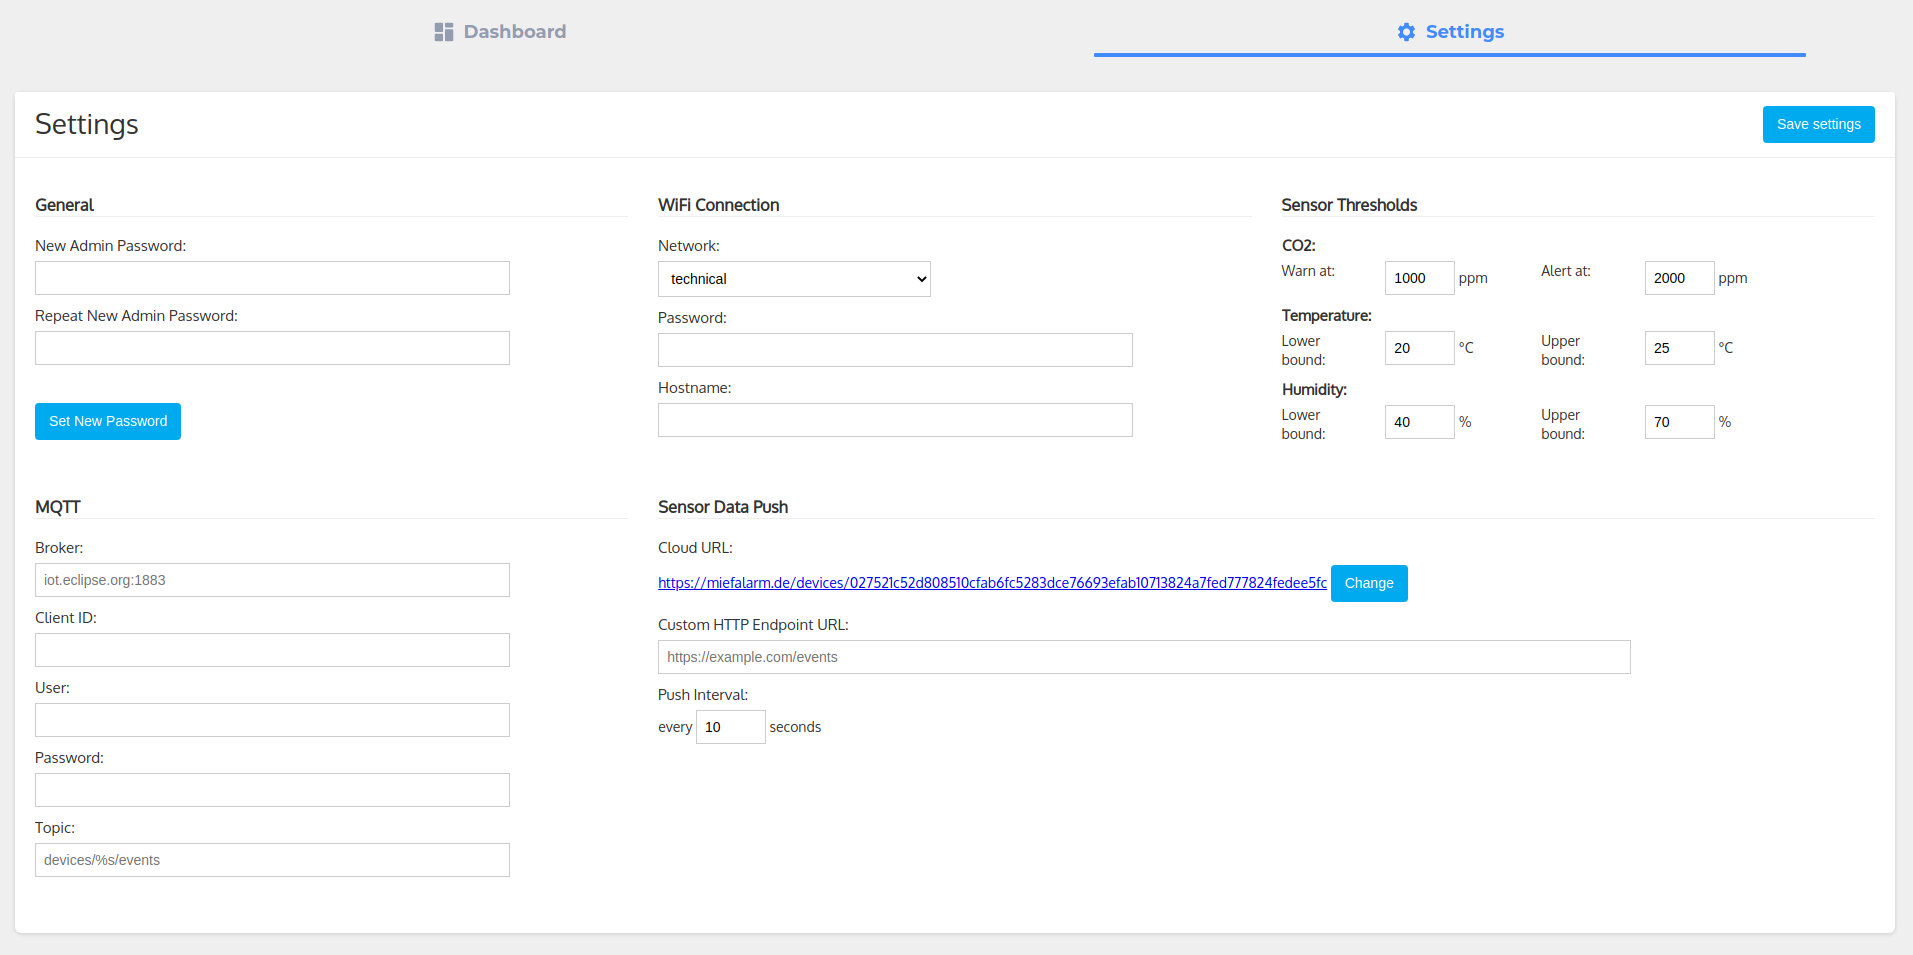 Dashboard
Settings
Settings
Save settings
General
New Admin Password:
Repeat New Admin Password:
Set New Password
WiFi Connection
Network:
technical
Password:
Hostname:
Sensor Thresholds
CO2:
Warn at: 1000 ppm Alert at: 2000 ppm
Temperature:
Lower bound: 20 °C Upper bound: 25 °C
Humidity:
Lower bound: 40 % Upper bound: 70 %
MQTT
Broker:
iot.eclipse.org:1883
Client ID:
User:
Password:
Topic:
devices/%s/events
Sensor Data Push
Cloud URL:
https://miefalarm.de/devices/027521c52d808510cfab6fc5283dce76693efab10713824a7fed777824fedee5fc Change
Custom HTTP Endpoint URL:
https://example.com/events
Push Interval:
every 10 seconds